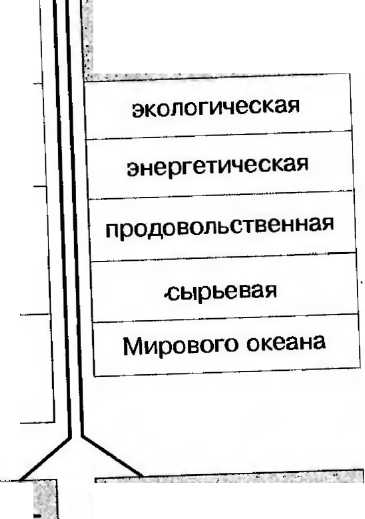 экологическая
энергетическая
продовольственная
сырьевая
Мирового океана